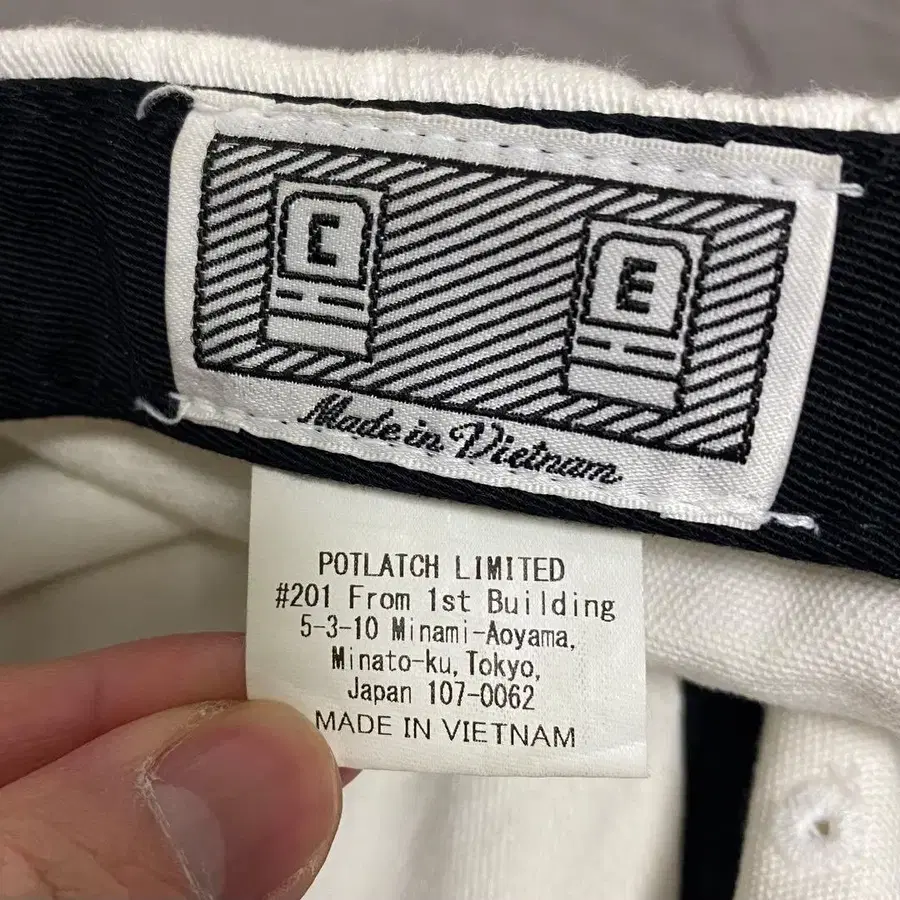 C E
Made in Vietnam
POTLATCH LIMITED
#201 From 1st Building
5-3-10 Minami-Aoyama,
Minato-ku, Tokyo,
Japan 107-0062
MADE IN VIETNAM